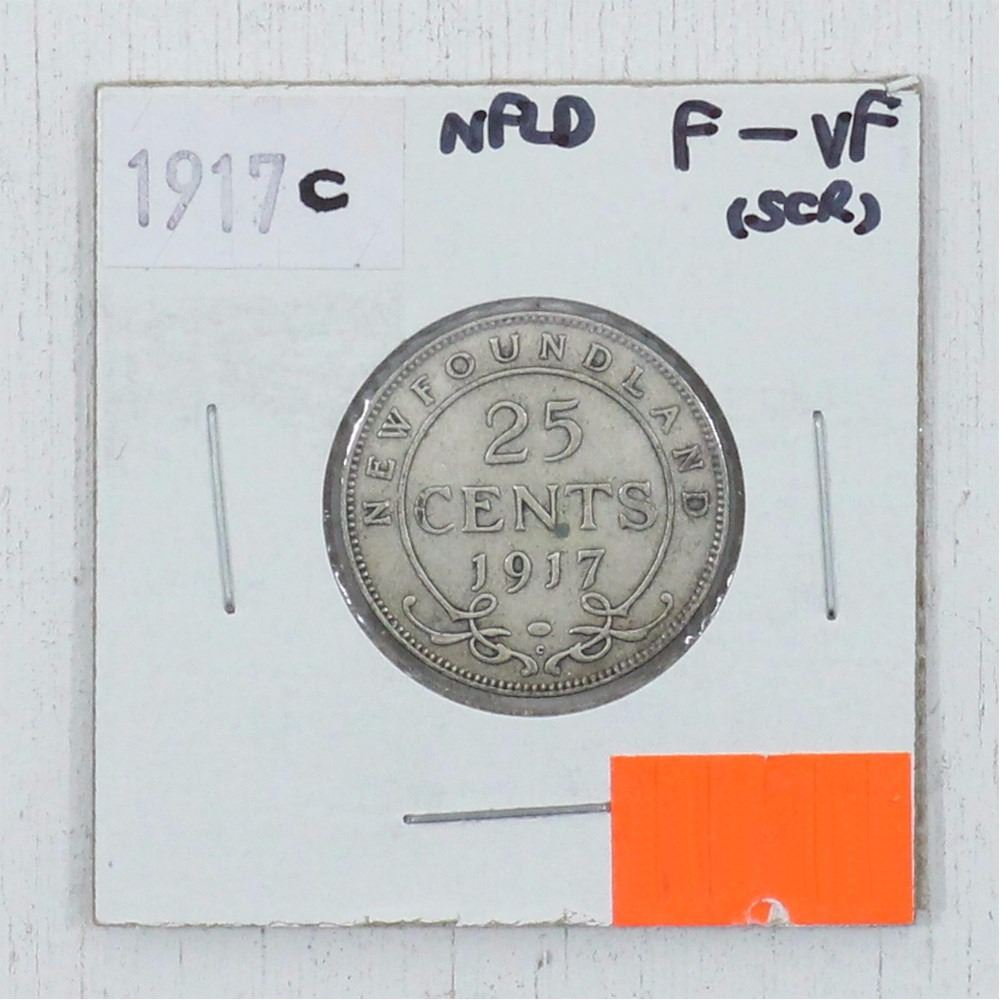 1917 C NFLD F-VF
(SCR)
NEWFOUNDLAND
25
CENTS
1917
C